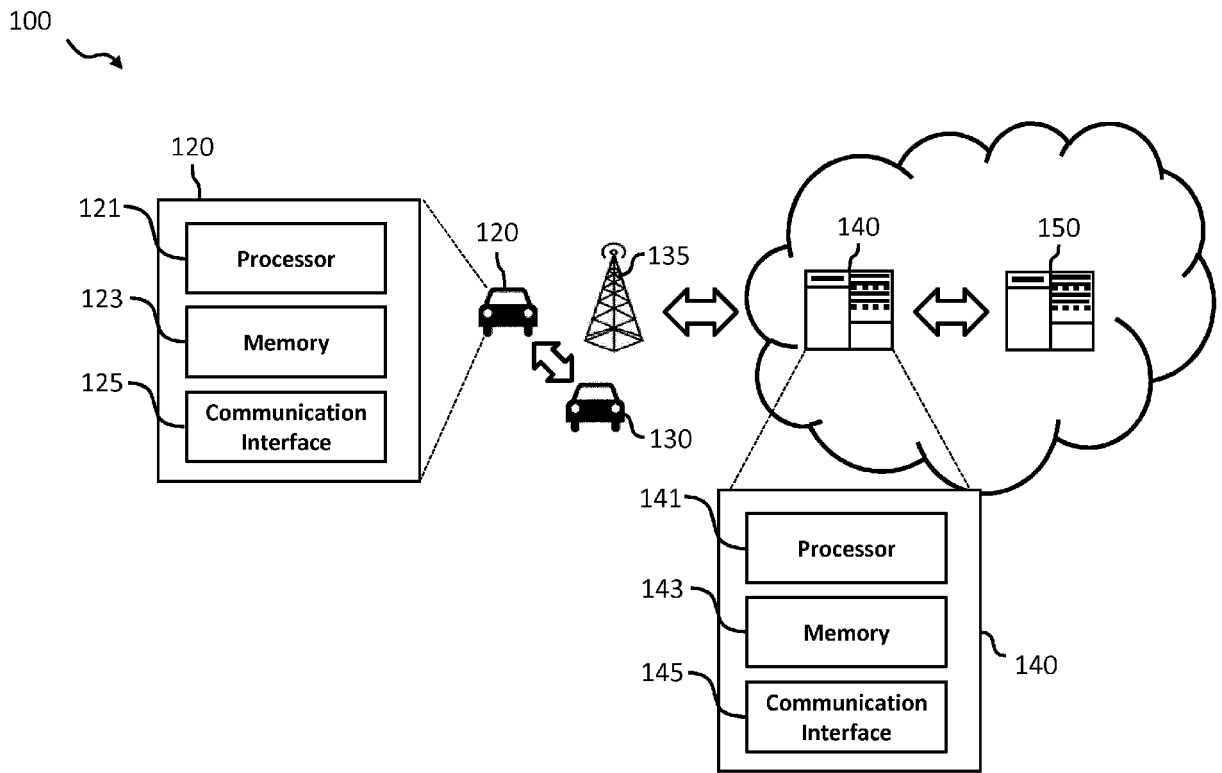 100
120
121
Processor
123
Memory
125
Communication
Interface
120
135
130
140
150
141
Processor
143
Memory
145
Communication
Interface
140